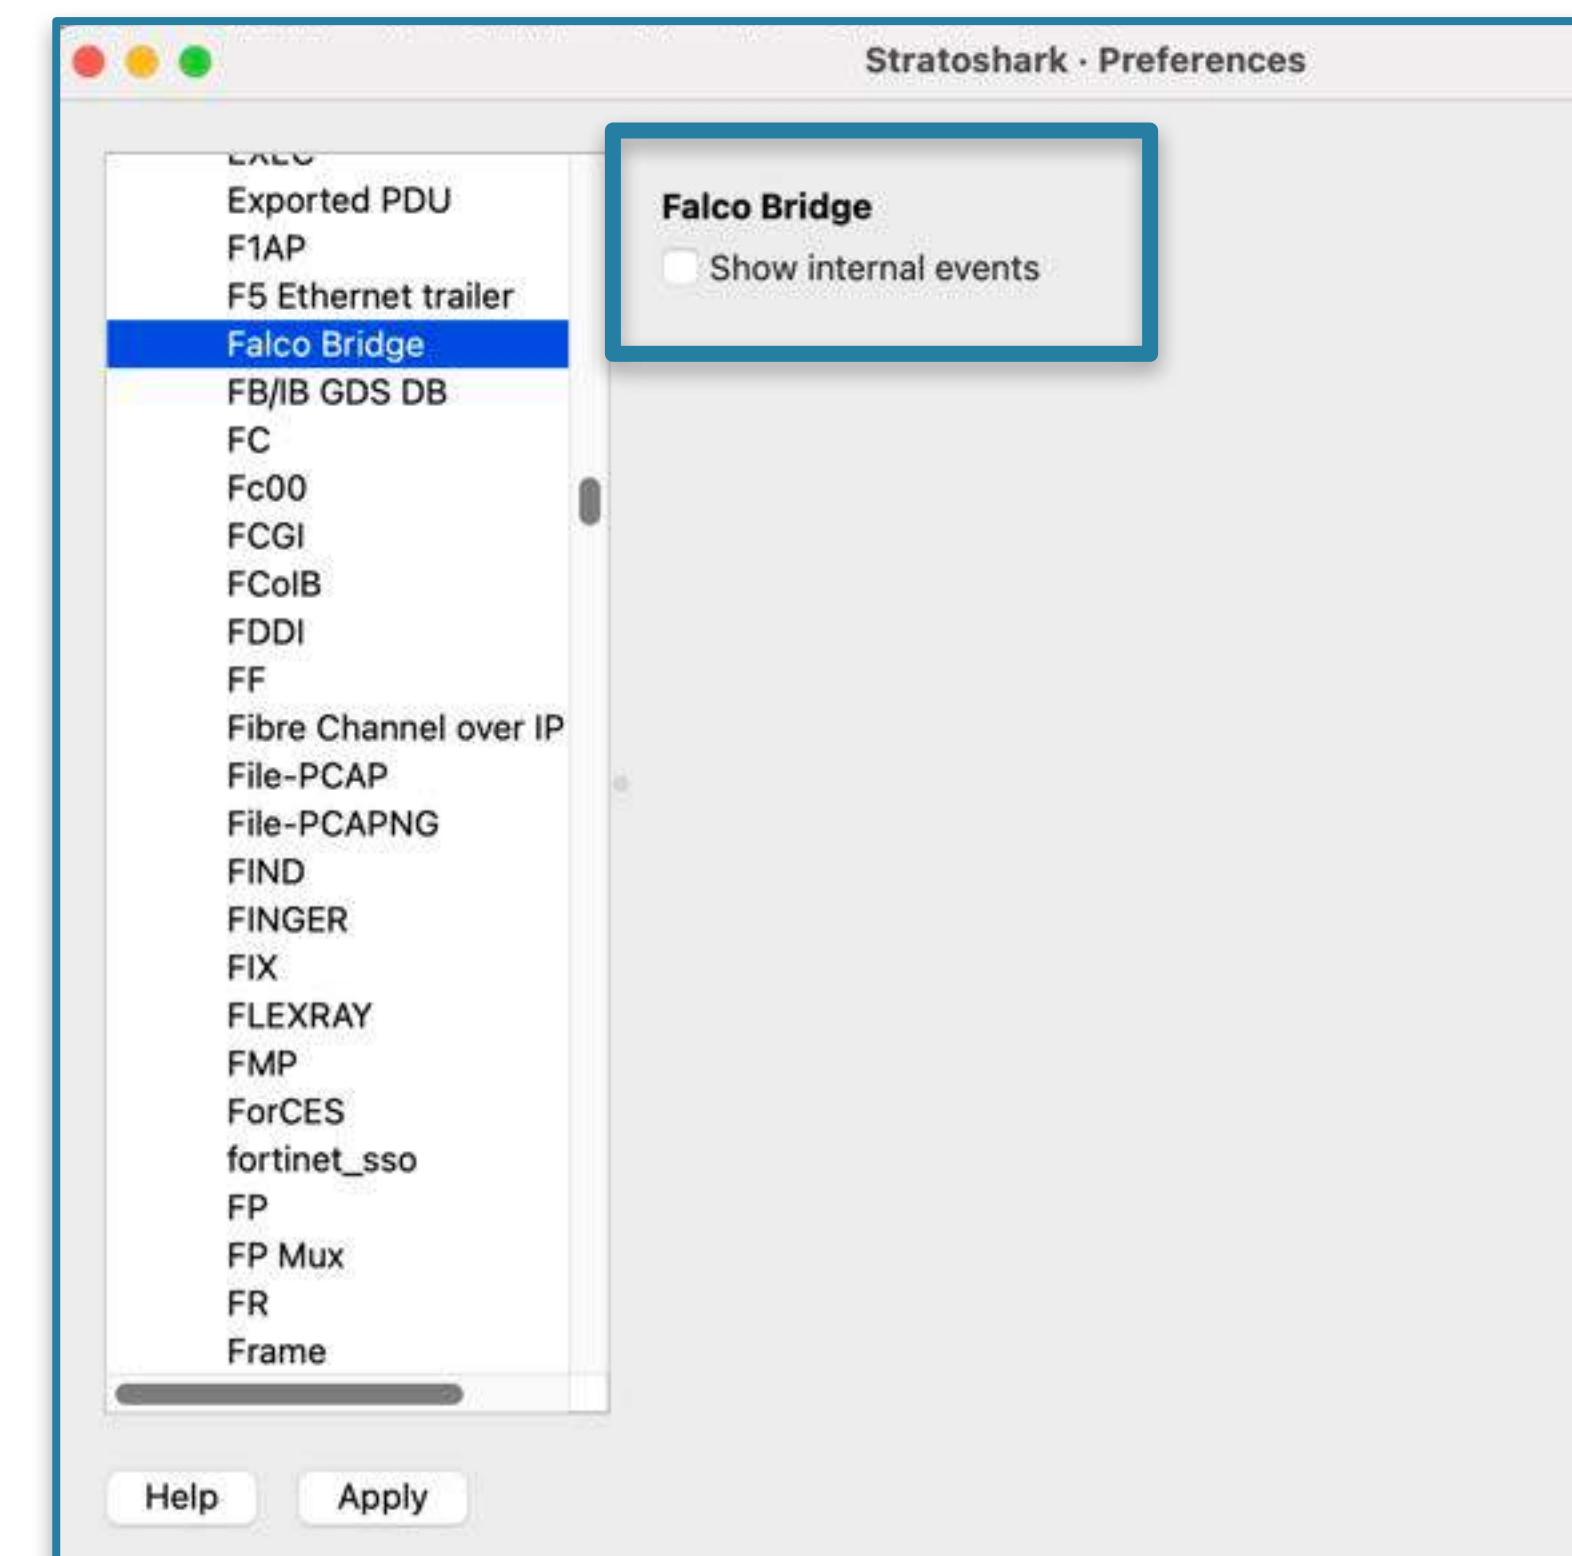 Stratoshark · Preferences
EXEC
Exported PDU
F1AP
F5 Ethernet trailer
Falco Bridge
FB/IB GDS DB
FC
Fc00
FCGI
FCoIB
FDDI
FF
Fibre Channel over IP
File-PCAP
File-PCAPNG
FIND
FINGER
FIX
FLEXRAY
FMP
ForCES
fortinet_sso
FP
FP Mux
FR
Frame
Falco Bridge
Show internal events
Help
Apply